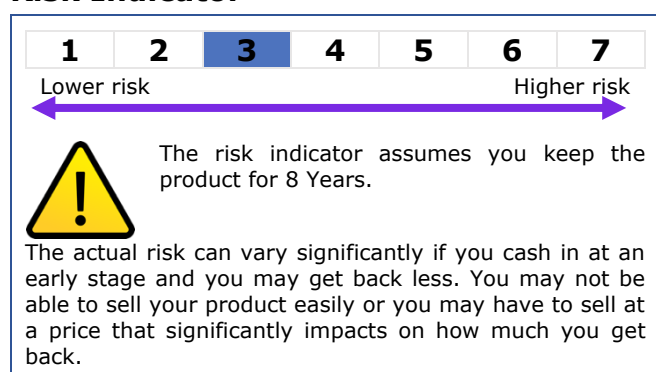 1 2 3 4 5 6 7
Lower risk Higher risk
The risk indicator assumes you keep the
product for 8 Years.
The actual risk can vary significantly if you cash in at an
early stage and you may get back less. You may not be
able to sell your product easily or you may have to sell at
a price that significantly impacts on how much you get
back.